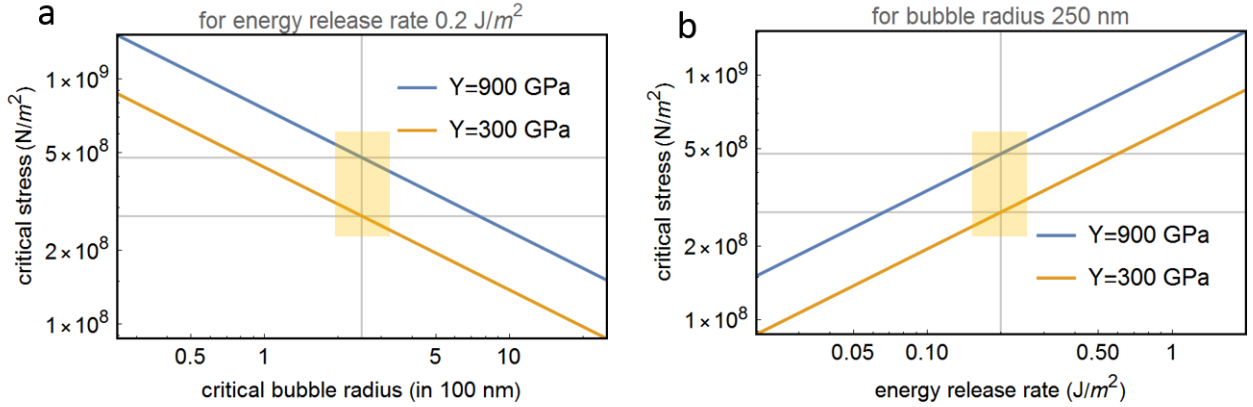 a
for energy release rate 0.2 J/m²
critical stress (N/m²)
1×10⁹
5×10⁸
2×10⁸
1×10⁸
Y=900 GPa
Y=300 GPa
0.5 1 5 10
critical bubble radius (in 100 nm)
b
for bubble radius 250 nm
critical stress (N/m²)
1×10⁹
5×10⁸
2×10⁸
1×10⁸
Y=900 GPa
Y=300 GPa
0.05 0.10 0.50 1
energy release rate (J/m²)